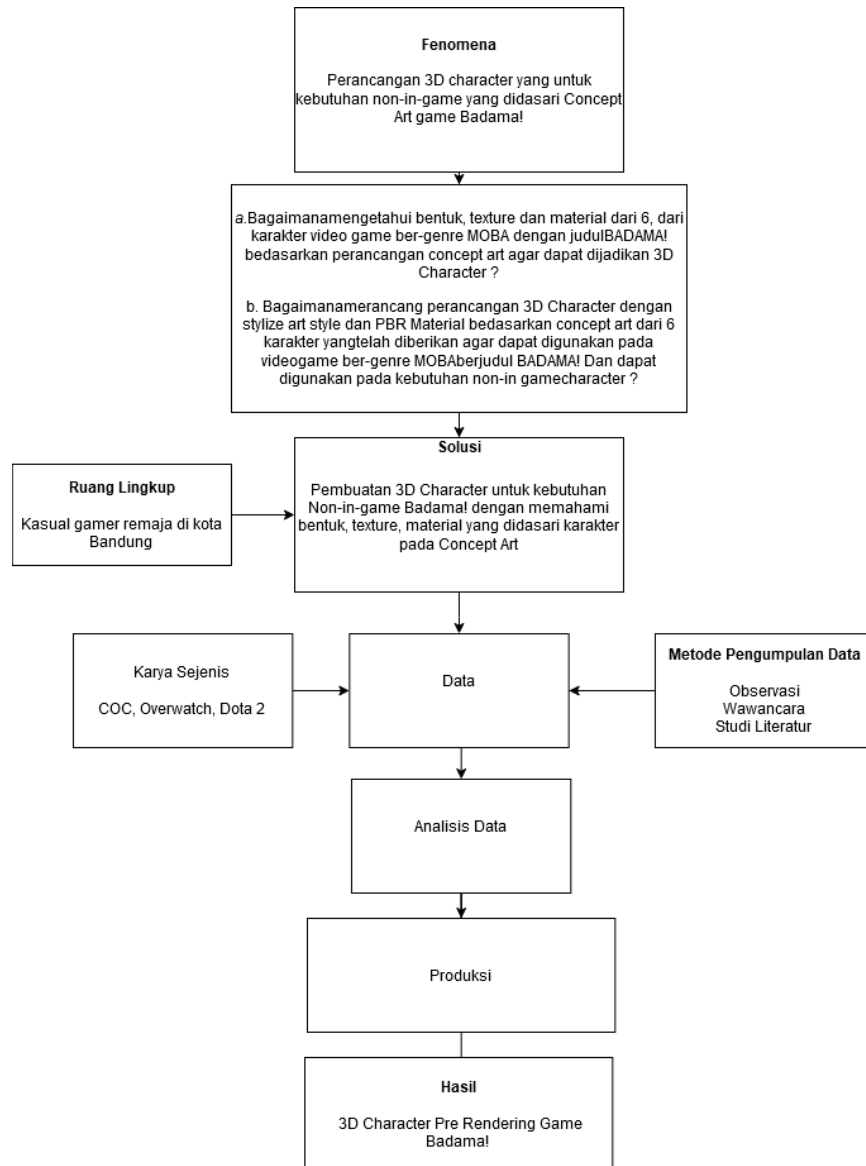 Fenomena
Perancangan 3D character yang untuk
kebutuhan non-in-game yang didasari Concept
Art game Badama!
a.Bagaimanamengetahui bentuk, texture dan material dari 6, dari
karakter video game ber-genre MOBA dengan judulBADAMA!
bedasarkan perancangan concept art agar dapat dijadikan 3D
Character ?
b. Bagaimanamerancang perancangan 3D Character dengan
stylize art style dan PBR Material bedasarkan concept art dari 6
karakter yangtelah diberikan agar dapat digunakan pada
videogame ber-genre MOBAberjudul BADAMA! Dan dapat
digunakan pada kebutuhan non-in gamecharacter ?
Solusi
Pembuatan 3D Character untuk kebutuhan
Non-in-game Badama! dengan memahami
bentuk, texture, material yang didasari karakter
pada Concept Art
Ruang Lingkup
Kasual gamer remaja di kota
Bandung
Karya Sejenis
COC, Overwatch, Dota 2
Data
Metode Pengumpulan Data
Observasi
Wawancara
Studi Literatur
Analisis Data
Produksi
Hasil
3D Character Pre Rendering Game
Badama!